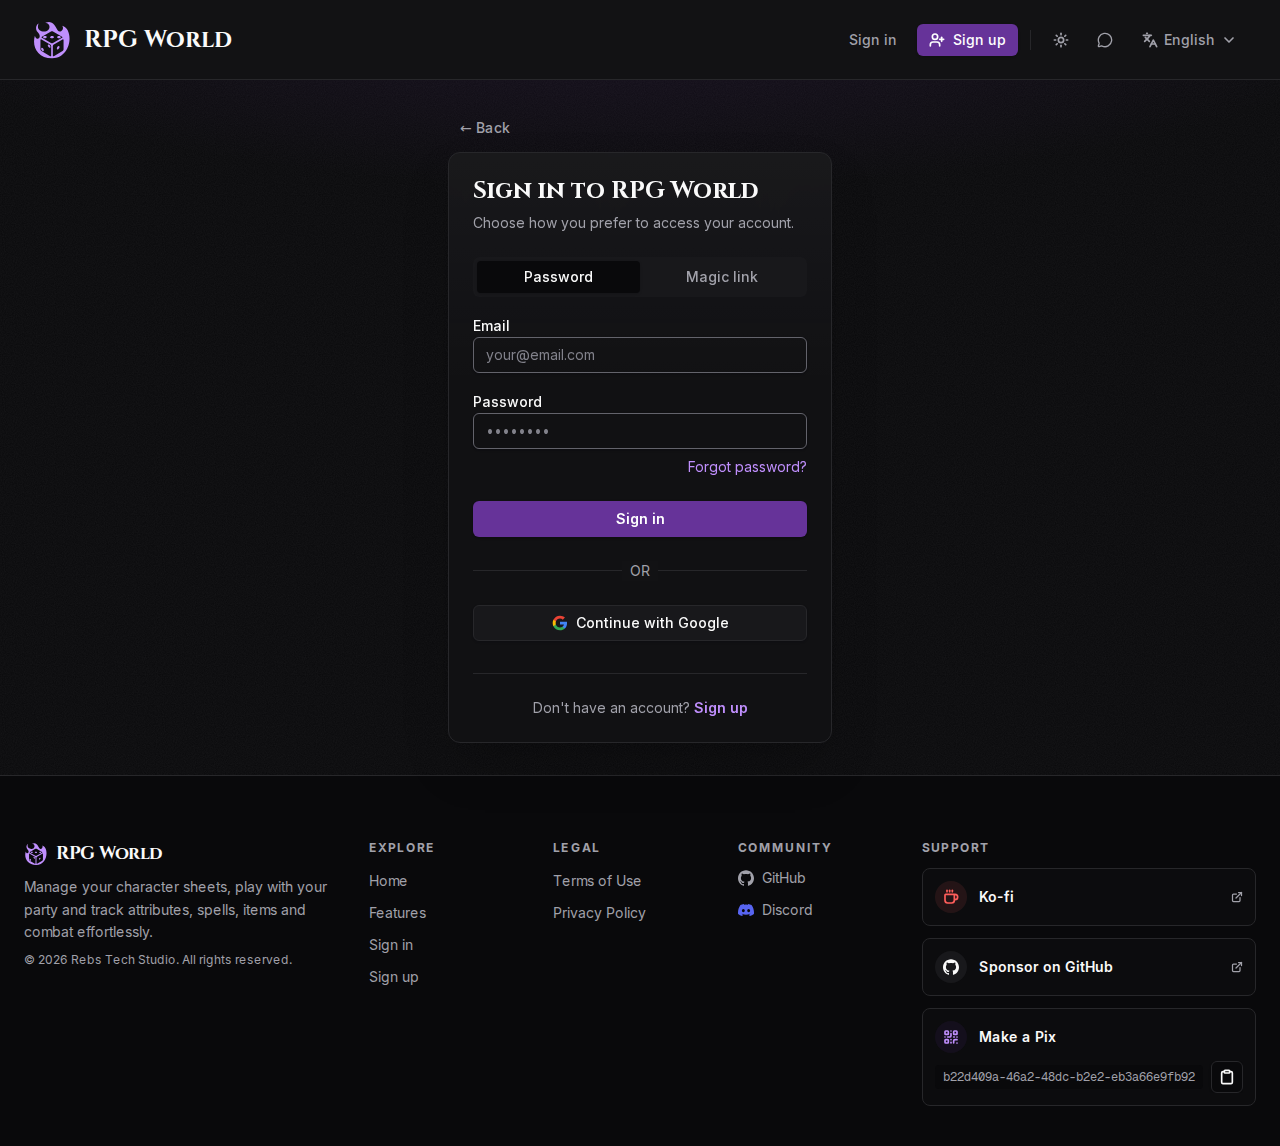 RPG World
Sign in
Sign up
English
← Back
Sign in to RPG World
Choose how you prefer to access your account.
Password
Magic link
Email
your@email.com
Password
••••••••
Forgot password?
Sign in
OR
Continue with Google
Don't have an account? Sign up
RPG World
Manage your character sheets, play with your
party and track attributes, spells, items and
combat effortlessly.
© 2026 Rebs Tech Studio. All rights reserved.
EXPLORE
Home
Features
Sign in
Sign up
LEGAL
Terms of Use
Privacy Policy
COMMUNITY
GitHub
Discord
SUPPORT
Ko-fi
Sponsor on GitHub
Make a Pix
b22d409a-46a2-48dc-b2e2-eb3a66e9fb92